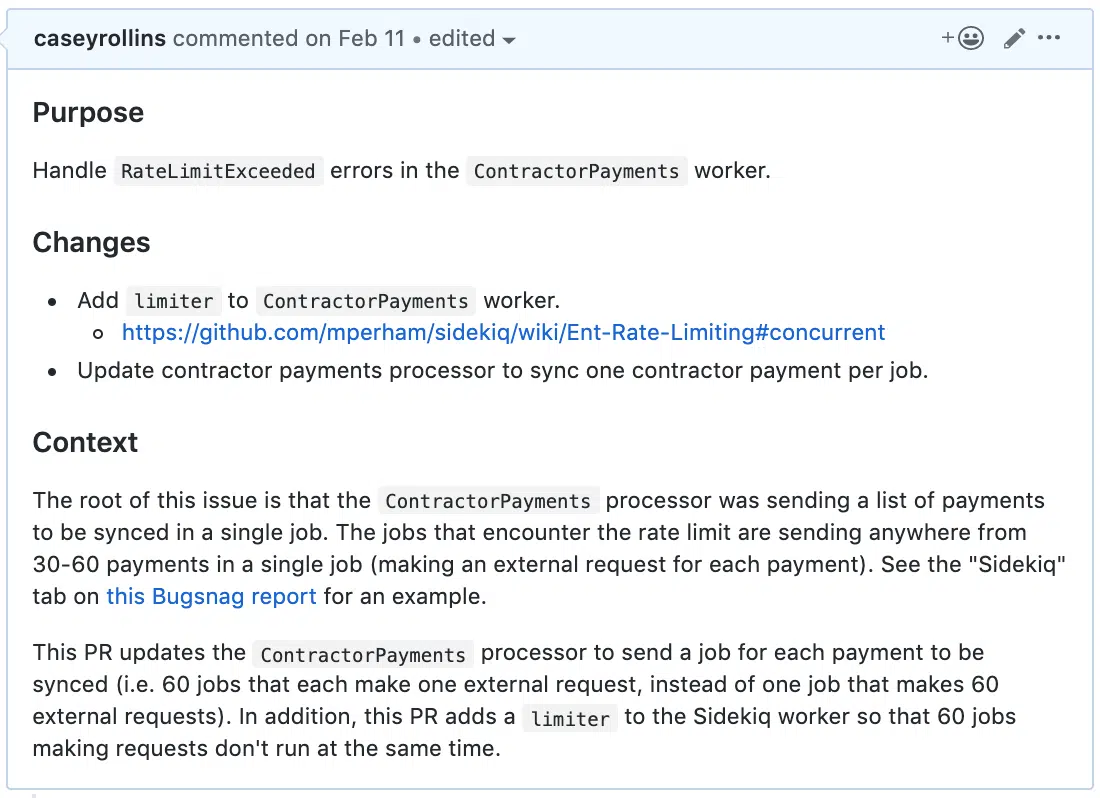 caseyrollins commented on Feb 11 • edited
Purpose
Handle RateLimitExceeded errors in the ContractorPayments worker.
Changes
• Add limiter to ContractorPayments worker.
o https://github.com/mperham/sidekiq/wiki/Ent-Rate-Limiting#concurrent
• Update contractor payments processor to sync one contractor payment per job.
Context
The root of this issue is that the ContractorPayments processor was sending a list of payments
to be synced in a single job. The jobs that encounter the rate limit are sending anywhere from
30-60 payments in a single job (making an external request for each payment). See the "Sidekiq"
tab on this Bugsnag report for an example.
This PR updates the ContractorPayments processor to send a job for each payment to be
synced (i.e. 60 jobs that each make one external request, instead of one job that makes 60
external requests). In addition, this PR adds a limiter to the Sidekiq worker so that 60 jobs
making requests don't run at the same time.